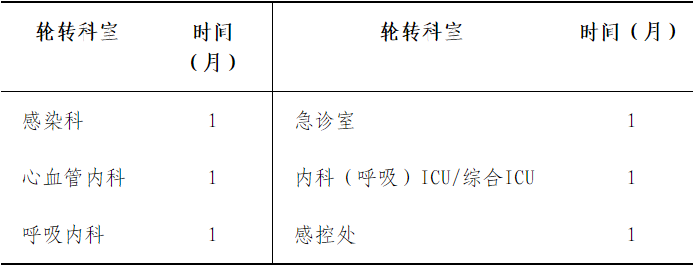 轮转科室 时间（月） 轮转科室 时间（月）
感染科 1 急诊室 1
心血管内科 1 内科（呼吸）ICU/综合ICU 1
呼吸内科 1 感控处 1